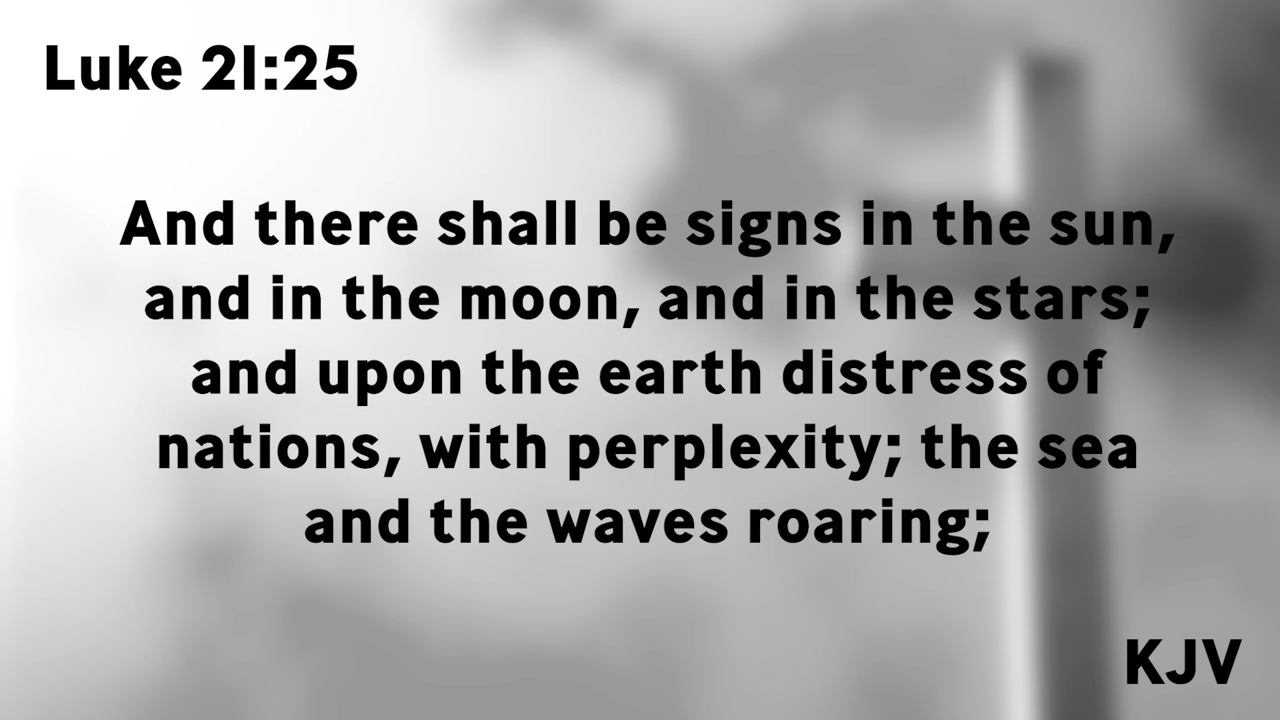 Luke 21:25
And there shall be signs in the sun,
and in the moon, and in the stars;
and upon the earth distress of
nations, with perplexity; the sea
and the waves roaring;
KJV